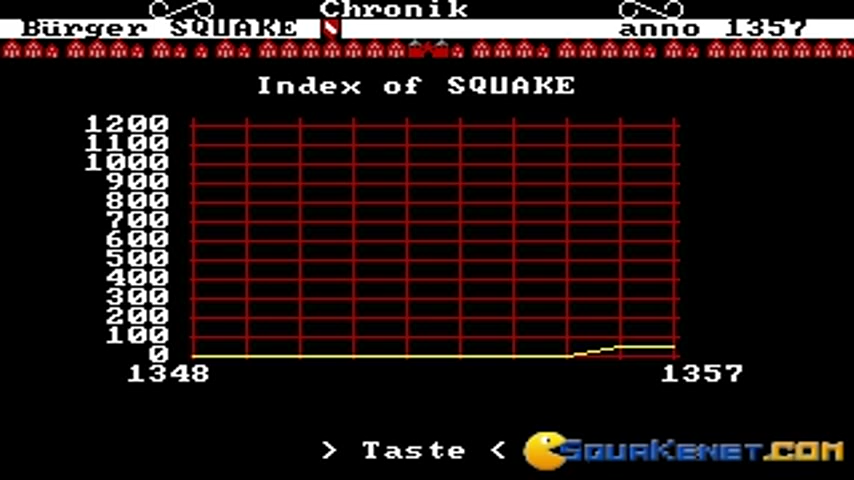 Chronik
Bürger SQUAKE anno 1357
Index of SQUAKE
1200
1100
1000
900
800
700
600
500
400
300
200
100
0
1348 1357
> Taste <
SQUAKENET.COM